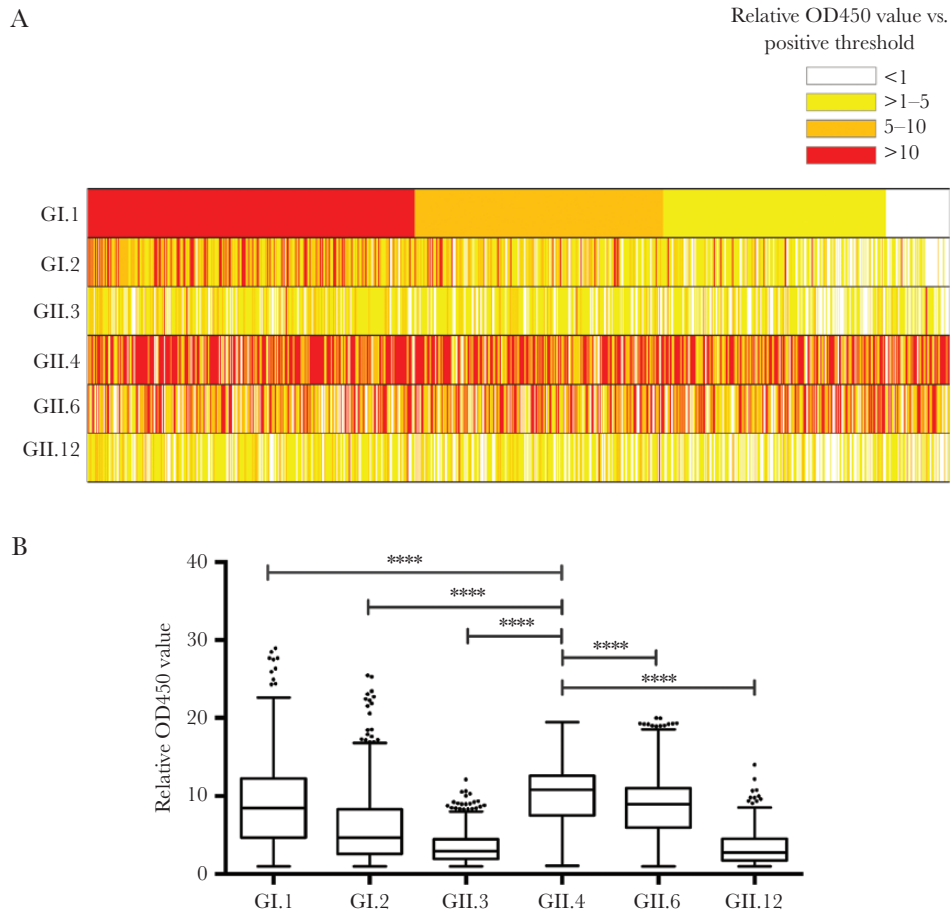 A
Relative OD450 value vs.
positive threshold
<1
>1–5
5–10
>10
GI.1
GI.2
GII.3
GII.4
GII.6
GII.12
B
Relative OD450 value
40
30
20
10
0
****
****
****
****
****
GI.1 GI.2 GII.3 GII.4 GII.6 GII.12